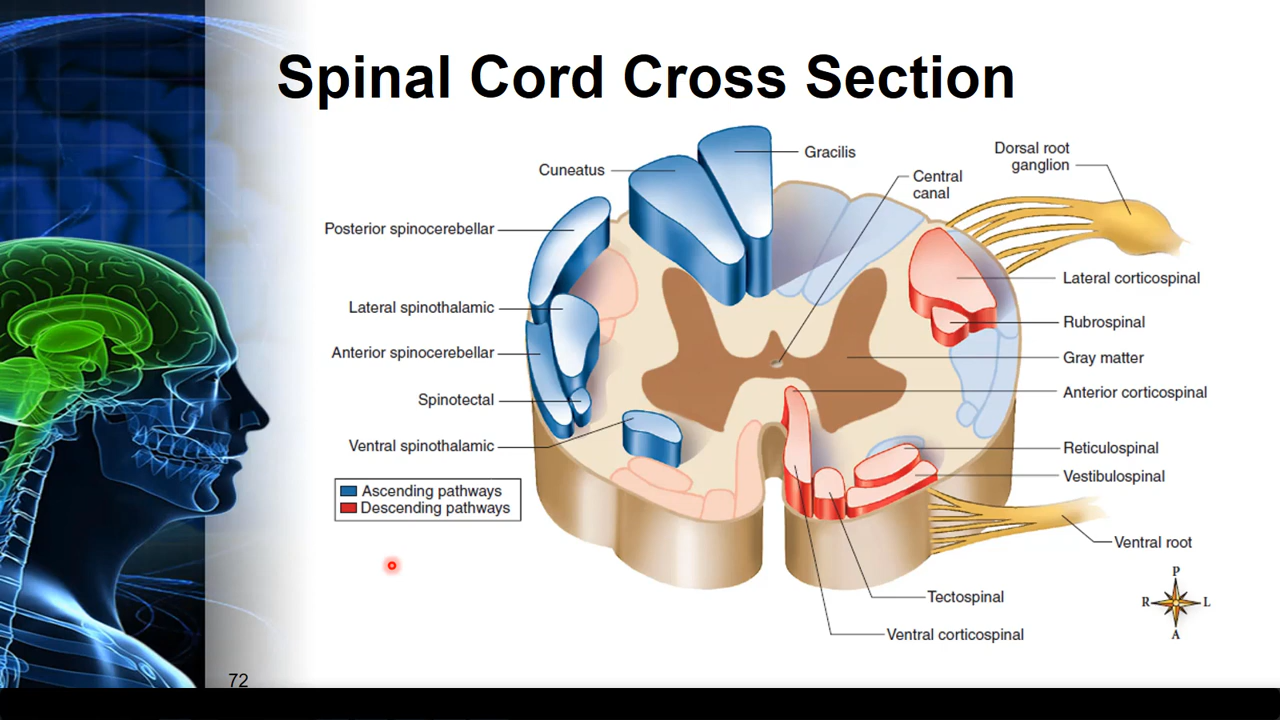 Spinal Cord Cross Section
Gracilis
Cuneatus
Dorsal root
ganglion
Central
canal
Posterior spinocerebellar
Lateral corticospinal
Lateral spinothalamic
Rubrospinal
Anterior spinocerebellar
Gray matter
Spinotectal
Anterior corticospinal
Ventral spinothalamic
Reticulospinal
Vestibulospinal
Ascending pathways
Descending pathways
Ventral root
P
R
L
A
Tectospinal
Ventral corticospinal
72